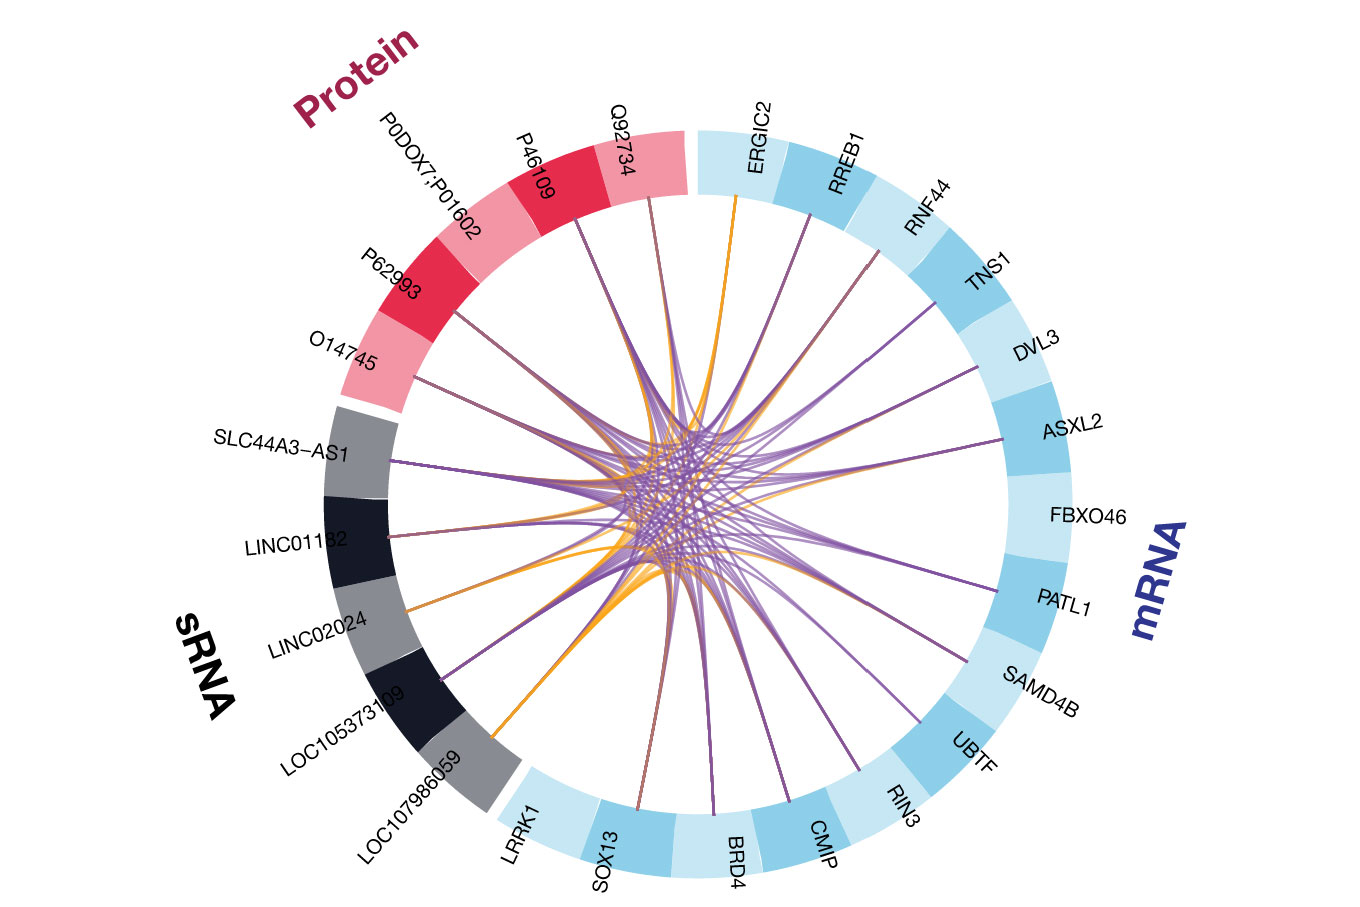 Protein
Q92734
P46109
P0DOX7;P01602
P62993
O14745
ERGIC2
RREB1
RNF44
TNS1
DVL3
ASXL2
FBXO46
PATL1
SAMD4B
UBTF
RIN3
CMIP
BRD4
SOX13
LRRK1
mRNA
SLC44A3−AS1
LINC01182
LINC02024
LOC105373109
LOC107986059
sRNA